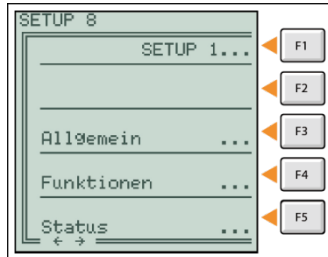 SETUP 8
SETUP 1... F1
F2
Allgemein ... F3
Funktionen ... F4
Status ... F5
← →